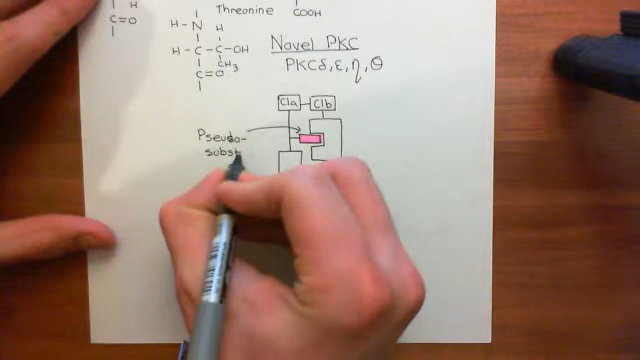 H
C=O
Threonine
COOH
H-N H
H-C-C-OH
CH3
C=O
Novel PKC
PKCδ, ε, η, θ
C1a C1b
Pseudo-
subst